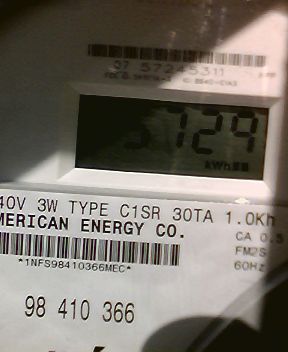 37 57245311
5729
kWh
40V 3W TYPE C1SR 30TA 1.0Kh
MERICAN ENERGY CO.
CA 0.5
*1NFS98410366MEC*
FM2S
60Hz
98 410 366